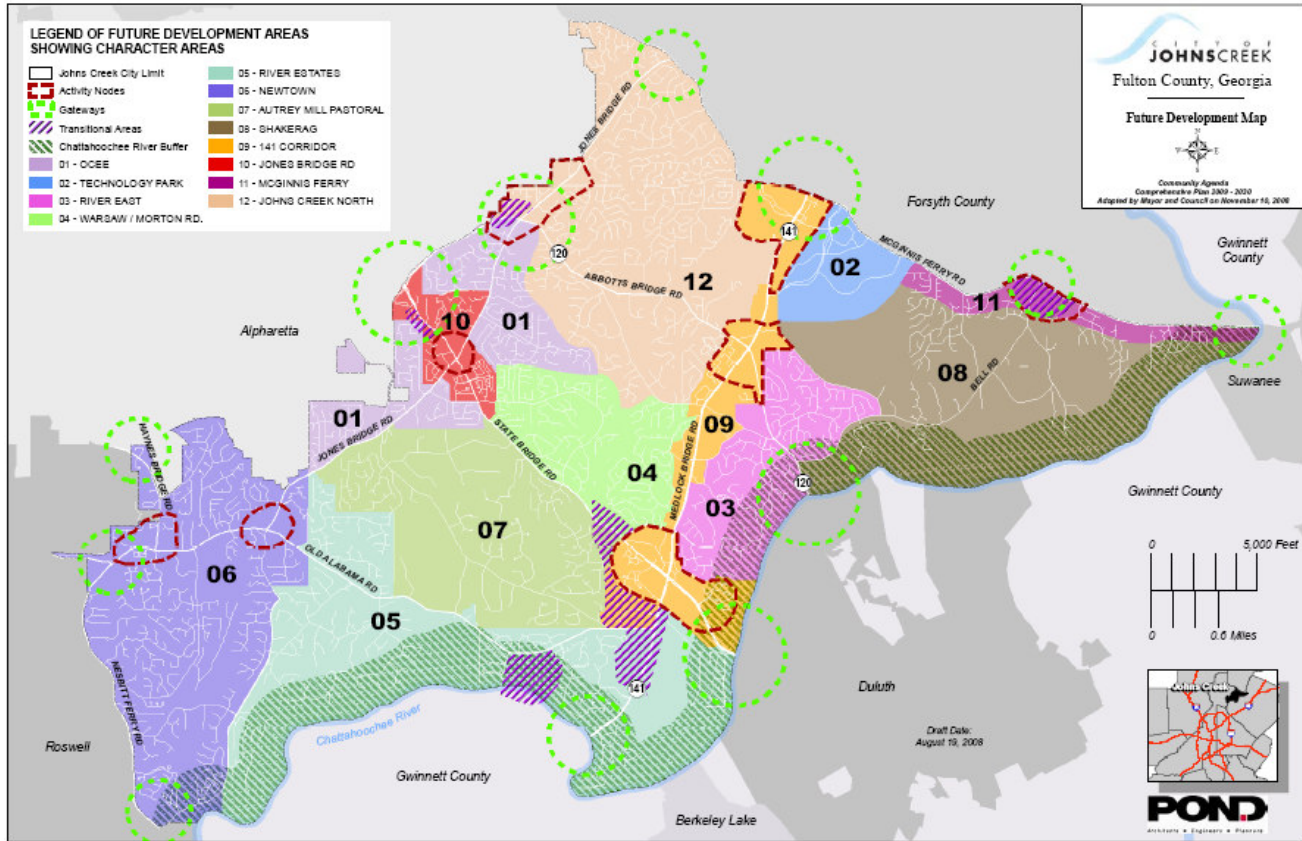 LEGEND OF FUTURE DEVELOPMENT AREAS
SHOWING CHARACTER AREAS
Johns Creek City Limit
Activity Nodes
Gateways
Transitional Areas
Chattahoochee River Buffer
01 - OCEE
02 - TECHNOLOGY PARK
03 - RIVER EAST
04 - WARSAW / MORTON RD.
05 - RIVER ESTATES
06 - NEWTOWN
07 - AUTREY MILL PASTORAL
08 - SHAKERAG
09 - 141 CORRIDOR
10 - JONES BRIDGE RD
11 - MCGINNIS FERRY
12 - JOHNS CREEK NORTH
CITY OF
JOHNSCREEK
Fulton County, Georgia
Future Development Map
N
W
E
S
Community Agenda
Comprehensive Plan 2009 - 2030
Adopted by Mayor and Council on November 10, 2008
JONES BRIDGE RD
Forsyth County
Gwinnett
County
141
120
MCGINNIS FERRY RD
02
12
ABBOTTS BRIDGE RD
11
Alpharetta
10
01
08
BELL RD
Suwanee
01
JONES BRIDGE RD
STATE BRIDGE RD
09
MEDLOCK BRIDGE RD
HAYNES BRIDGE RD
04
120
03
Gwinnett County
07
06
OLD ALABAMA RD
05
0
5,000 Feet
0
0.6 Miles
NESBITT FERRY RD
141
Duluth
Johns Creek
Chattahoochee River
Draft Date:
August 19, 2008
Roswell
Gwinnett County
Berkeley Lake
POND
Architects Engineers Planners